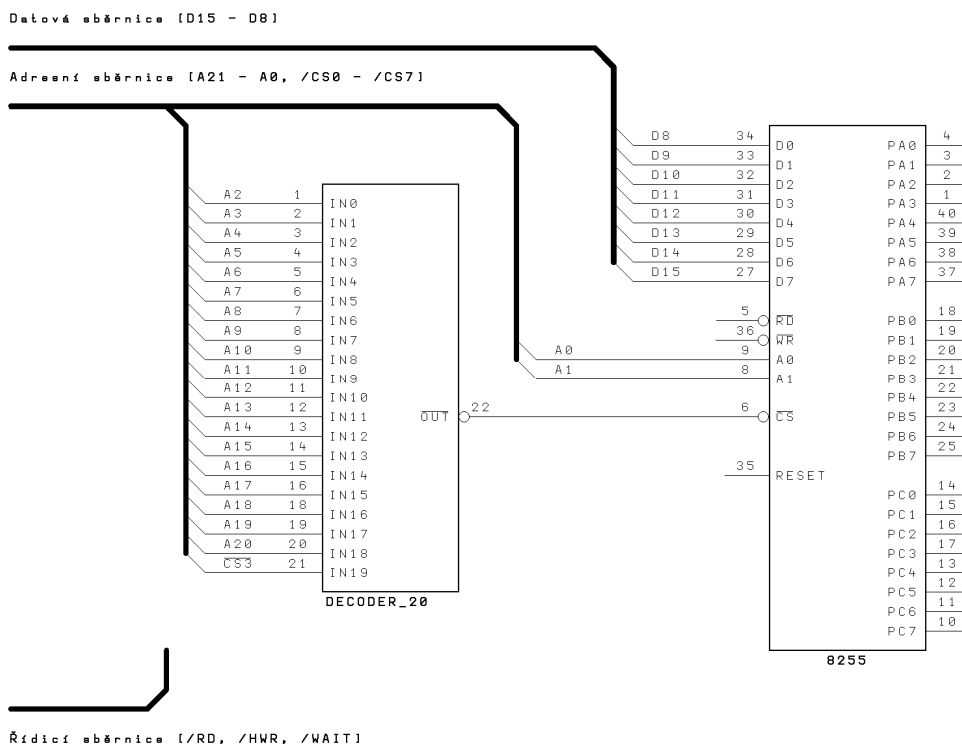 Datová sběrnice [D15 - D8]
Adresní sběrnice [A21 - A0, /CS0 - /CS7]
A2 1 IN0
A3 2 IN1
A4 3 IN2
A5 4 IN3
A6 5 IN4
A7 6 IN5
A8 7 IN6
A9 8 IN7
A10 9 IN8
A11 10 IN9
A12 11 IN10
A13 12 IN11
A14 13 IN12
A15 14 IN13
A16 15 IN14
A17 16 IN15
A18 18 IN16
A19 19 IN17
A20 20 IN18
CS3 21 IN19
OUT 22
DECODER_20
D8 34 D0
D9 33 D1
D10 32 D2
D11 31 D3
D12 30 D4
D13 29 D5
D14 28 D6
D15 27 D7
5 RD
36 WR
A0 9 A0
A1 8 A1
6 CS
35 RESET
PA0 4
PA1 3
PA2 2
PA3 1
PA4 40
PA5 39
PA6 38
PA7 37
PB0 18
PB1 19
PB2 20
PB3 21
PB4 22
PB5 23
PB6 24
PB7 25
PC0 14
PC1 15
PC2 16
PC3 17
PC4 13
PC5 12
PC6 11
PC7 10
8255
Řídicí sběrnice [/RD, /HWR, /WAIT]